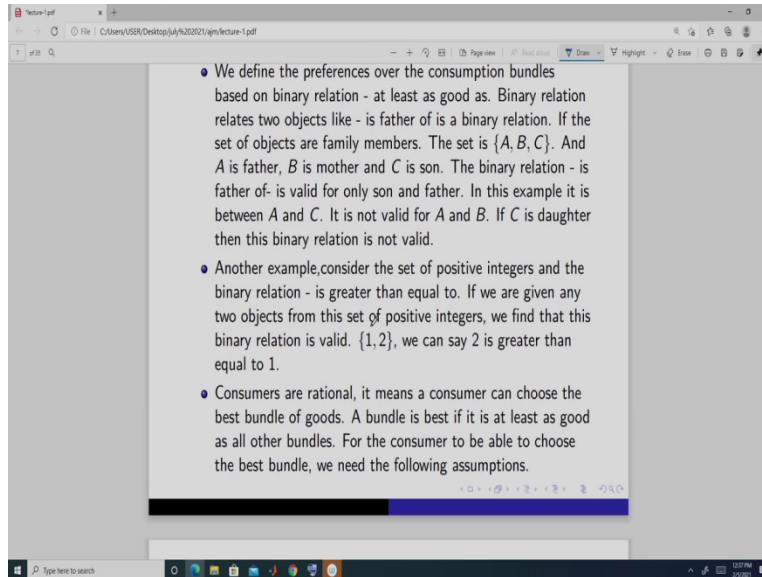 *lecture-1.pdf
File | C:/Users/USER/Desktop/july%202021/ajm/lecture-1.pdf
7 of 35 Page view Read aloud Draw Highlight Erase
• We define the preferences over the consumption bundles
based on binary relation - at least as good as. Binary relation
relates two objects like - is father of is a binary relation. If the
set of objects are family members. The set is {A, B, C}. And
A is father, B is mother and C is son. The binary relation - is
father of- is valid for only son and father. In this example it is
between A and C. It is not valid for A and B. If C is daughter
then this binary relation is not valid.
• Another example,consider the set of positive integers and the
binary relation - is greater than equal to. If we are given any
two objects from this set of positive integers, we find that this
binary relation is valid. {1, 2}, we can say 2 is greater than
equal to 1.
• Consumers are rational, it means a consumer can choose the
best bundle of goods. A bundle is best if it is at least as good
as all other bundles. For the consumer to be able to choose
the best bundle, we need the following assumptions.
Type here to search
12:37 PM